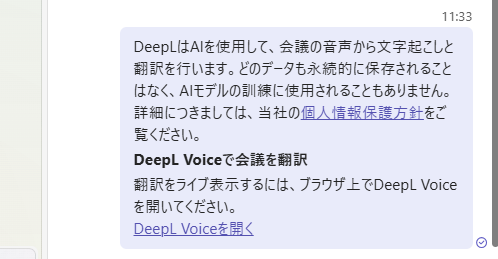 11:33
DeepLはAIを使用して、会議の音声から文字起こしと
翻訳を行います。どのデータも永続的に保存されること
はなく、AIモデルの訓練に使用されることもありません。
詳細につきましては、当社の個人情報保護方針をご
覧ください。
DeepL Voiceで会議を翻訳
翻訳をライブ表示するには、ブラウザ上でDeepL Voice
を開いてください。
DeepL Voiceを開く